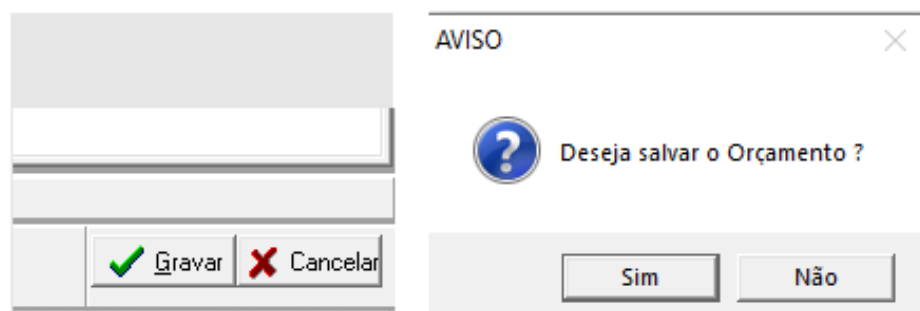 Gravar
Cancelar
AVISO
Deseja salvar o Orçamento ?
Sim
Não